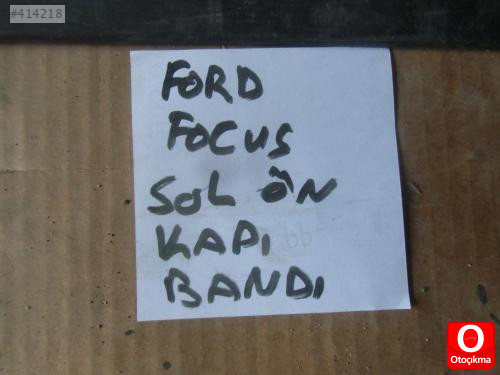 #414218
FORD
FOCUS
SOL ÖN
KAPI
BANDI
O
Otoçıkma